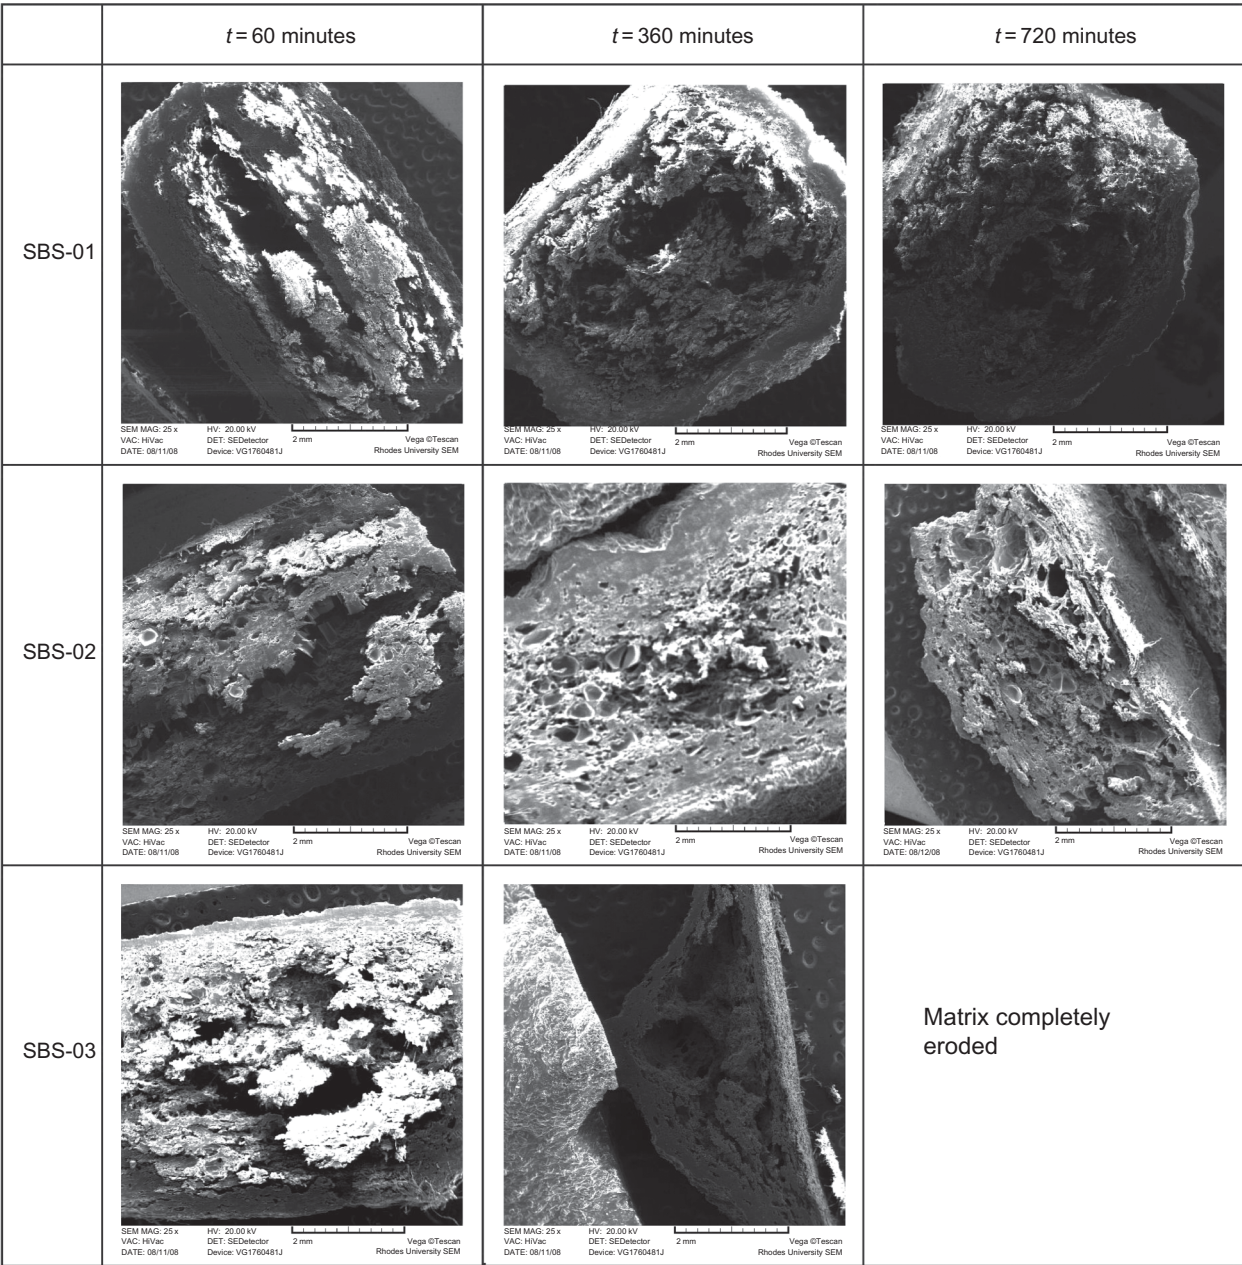 t = 60 minutes
t = 360 minutes
t = 720 minutes
SBS-01
SEM MAG: 25 x HV: 20.00 kV
VAC: HiVac DET: SEDetector 2 mm Vega ©Tescan
DATE: 08/11/08 Device: VG1760481J Rhodes University SEM
SEM MAG: 25 x HV: 20.00 kV
VAC: HiVac DET: SEDetector 2 mm Vega ©Tescan
DATE: 08/11/08 Device: VG1760481J Rhodes University SEM
SEM MAG: 25 x HV: 20.00 kV
VAC: HiVac DET: SEDetector 2 mm Vega ©Tescan
DATE: 08/11/08 Device: VG1760481J Rhodes University SEM
SBS-02
SEM MAG: 25 x HV: 20.00 kV
VAC: HiVac DET: SEDetector 2 mm Vega ©Tescan
DATE: 08/11/08 Device: VG1760481J Rhodes University SEM
SEM MAG: 25 x HV: 20.00 kV
VAC: HiVac DET: SEDetector 2 mm Vega ©Tescan
DATE: 08/11/08 Device: VG1760481J Rhodes University SEM
SEM MAG: 25 x HV: 20.00 kV
VAC: HiVac DET: SEDetector 2 mm Vega ©Tescan
DATE: 08/12/08 Device: VG1760481J Rhodes University SEM
SBS-03
SEM MAG: 25 x HV: 20.00 kV
VAC: HiVac DET: SEDetector 2 mm Vega ©Tescan
DATE: 08/11/08 Device: VG1760481J Rhodes University SEM
SEM MAG: 25 x HV: 20.00 kV
VAC: HiVac DET: SEDetector 2 mm Vega ©Tescan
DATE: 08/11/08 Device: VG1760481J Rhodes University SEM
Matrix completely
eroded